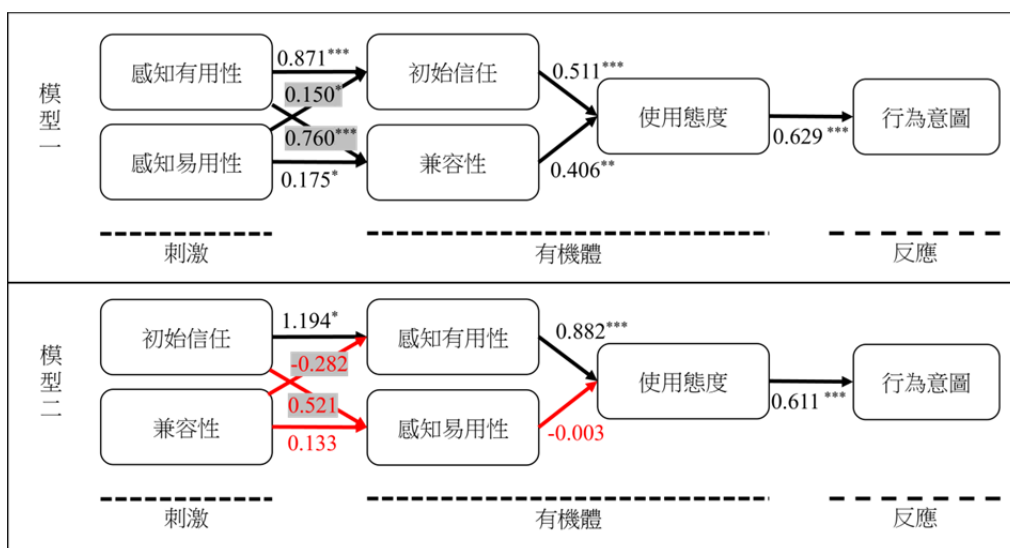 模型一
感知有用性
0.871***
初始信任
0.511***
0.150*
使用態度
行為意圖
0.629 ***
0.760***
感知易用性
0.175*
兼容性
0.406**
刺激
有機體
反應
模型二
初始信任
1.194*
感知有用性
0.882***
-0.282
使用態度
行為意圖
0.611 ***
0.521
兼容性
0.133
感知易用性
-0.003
刺激
有機體
反應